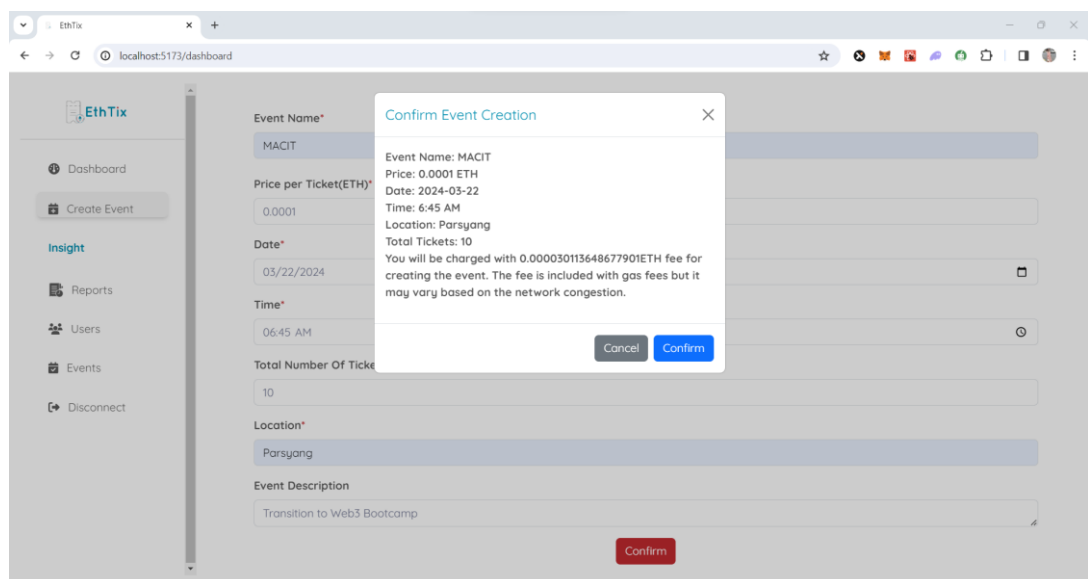 EthTix
localhost:5173/dashboard
EthTix
Dashboard
Create Event
Insight
Reports
Users
Events
Disconnect
Event Name*
MACIT
Price per Ticket(ETH)*
0.0001
Date*
03/22/2024
Time*
06:45 AM
Total Number Of Ticke
10
Location*
Parsyang
Event Description
Transition to Web3 Bootcamp
Confirm
Confirm Event Creation
Event Name: MACIT
Price: 0.0001 ETH
Date: 2024-03-22
Time: 6:45 AM
Location: Parsyang
Total Tickets: 10
You will be charged with 0.000030113648677901ETH fee for
creating the event. The fee is included with gas fees but it
may vary based on the network congestion.
Cancel
Confirm